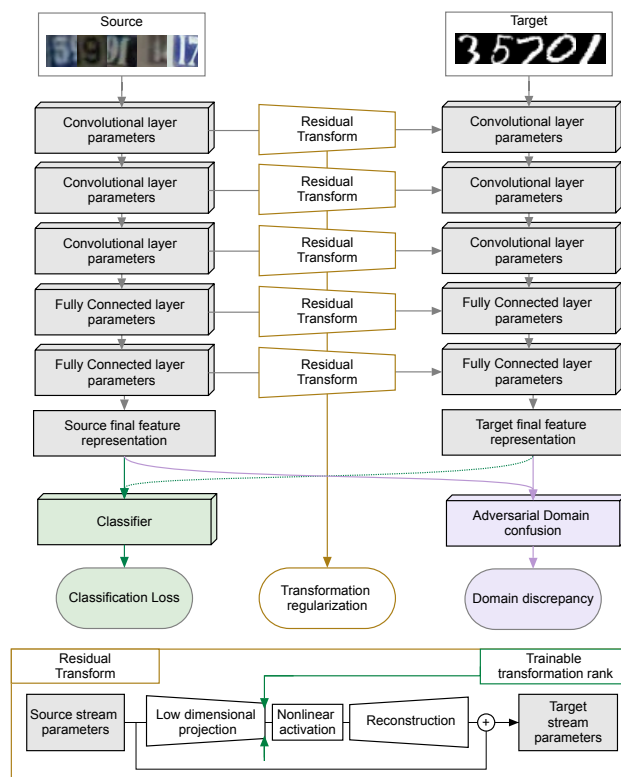 Source
Target
5 9 01 17
35701
Convolutional layer
parameters
Residual
Transform
Convolutional layer
parameters
Convolutional layer
parameters
Residual
Transform
Convolutional layer
parameters
Convolutional layer
parameters
Residual
Transform
Convolutional layer
parameters
Fully Connected layer
parameters
Residual
Transform
Fully Connected layer
parameters
Fully Connected layer
parameters
Residual
Transform
Fully Connected layer
parameters
Source final feature
representation
Target final feature
representation
Classifier
Adversarial Domain
confusion
Classification Loss
Transformation
regularization
Domain discrepancy
Residual
Transform
Trainable
transformation rank
Source stream
parameters
Low dimensional
projection
Nonlinear
activation
Reconstruction
+
Target
stream
parameters